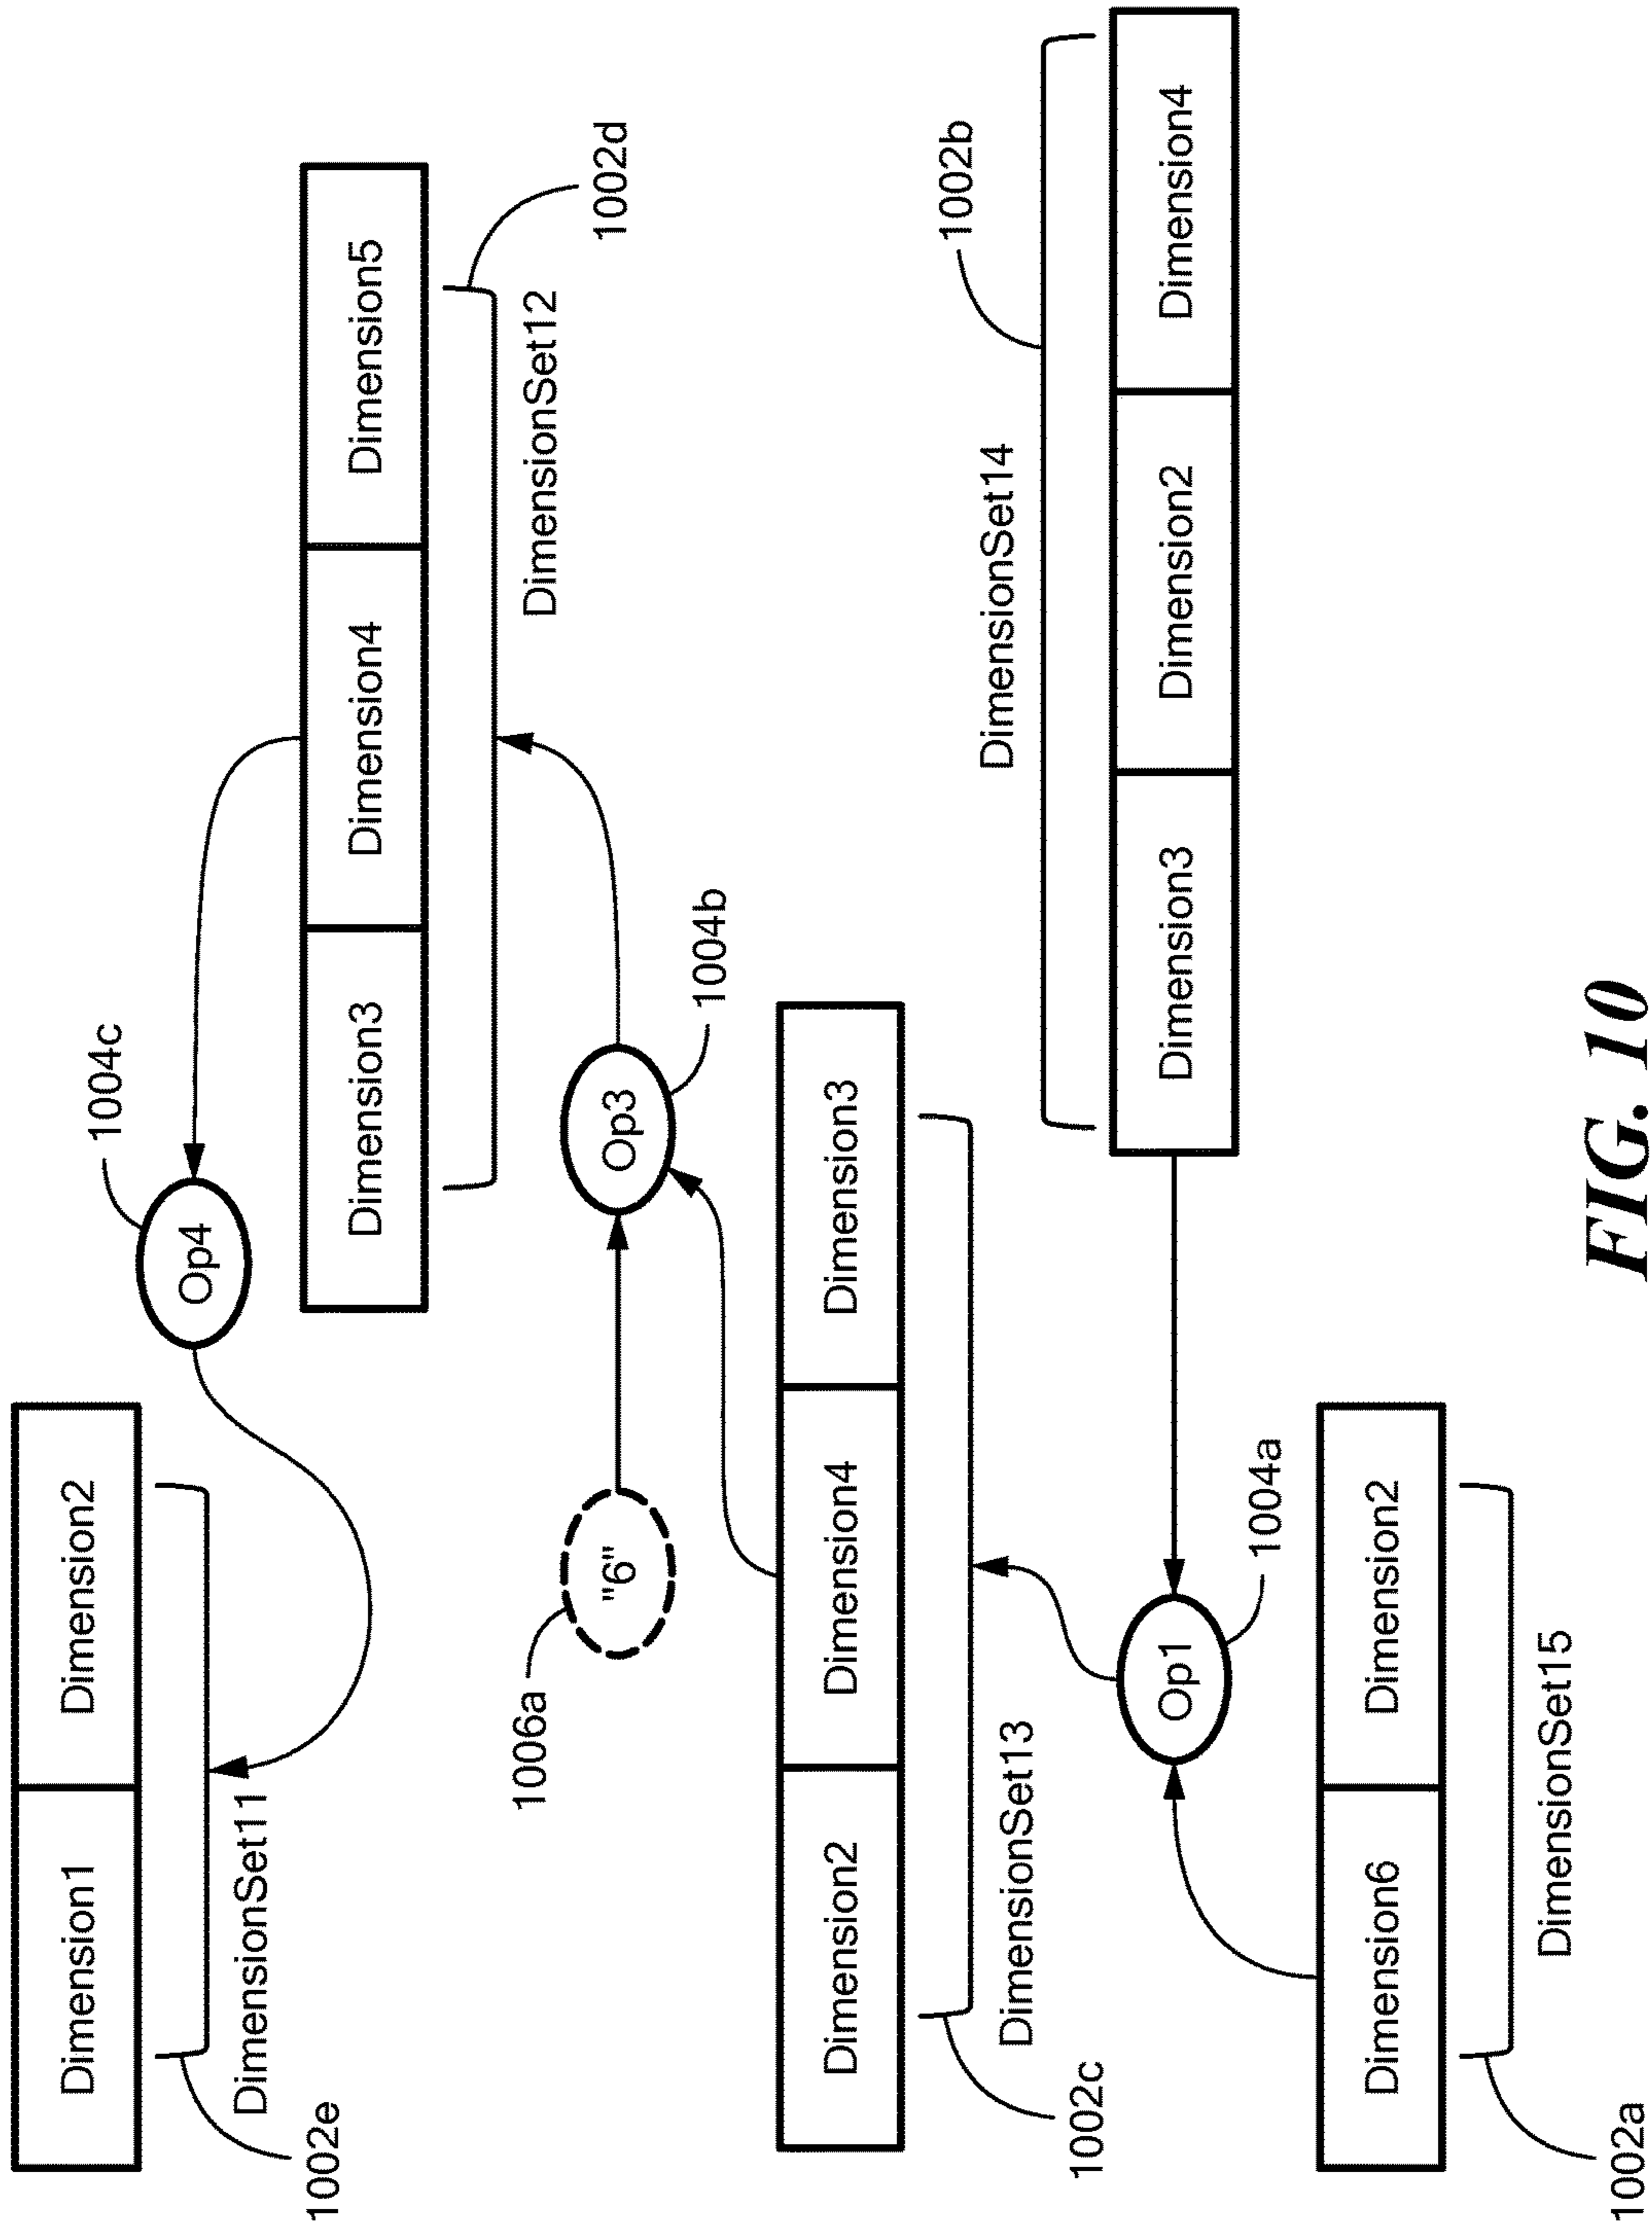 Dimension1
Dimension2
DimensionSet11
1002e
Op4
1004c
Dimension3
Dimension4
Dimension5
DimensionSet12
1002d
1006a
"6"
Op3
1004b
Dimension2
Dimension4
Dimension3
DimensionSet13
1002c
Op1
1004a
DimensionSet14
1002b
Dimension3
Dimension2
Dimension4
Dimension6
Dimension2
DimensionSet15
1002a
FIG. 10